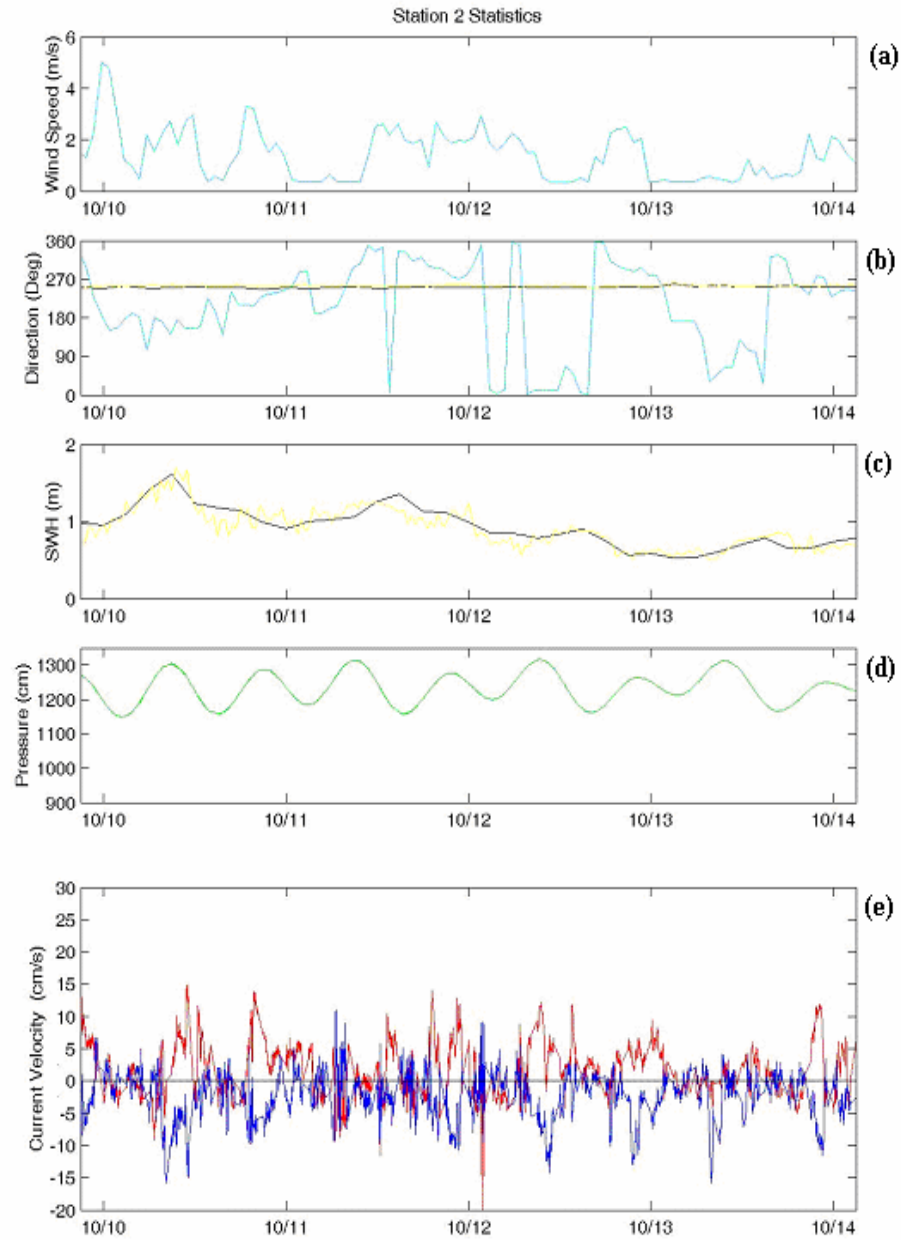 Station 2 Statistics
(a)
Wind Speed (m/s)
6
4
2
0
10/10 10/11 10/12 10/13 10/14
(b)
Direction (Deg)
360
270
180
90
0
10/10 10/11 10/12 10/13 10/14
(c)
SWH (m)
2
1
0
10/10 10/11 10/12 10/13 10/14
(d)
Pressure (cm)
1300
1200
1100
1000
900
10/10 10/11 10/12 10/13 10/14
(e)
Current Velocity (cm/s)
30
25
20
15
10
5
0
-5
-10
-15
-20
10/10 10/11 10/12 10/13 10/14